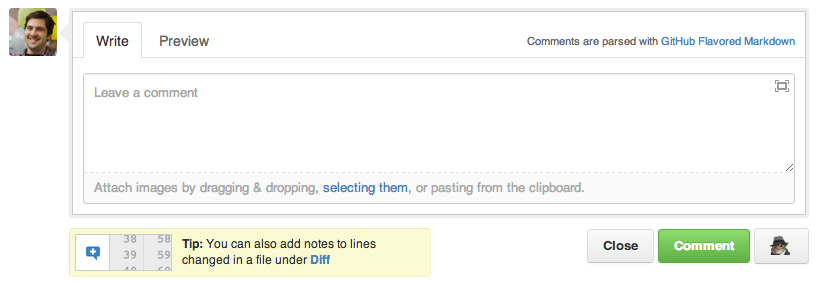 Write
Preview
Comments are parsed with GitHub Flavored Markdown
Leave a comment
Attach images by dragging & dropping, selecting them, or pasting from the clipboard.
38 58
39 59
40 60
Tip: You can also add notes to lines
changed in a file under Diff
Close
Comment